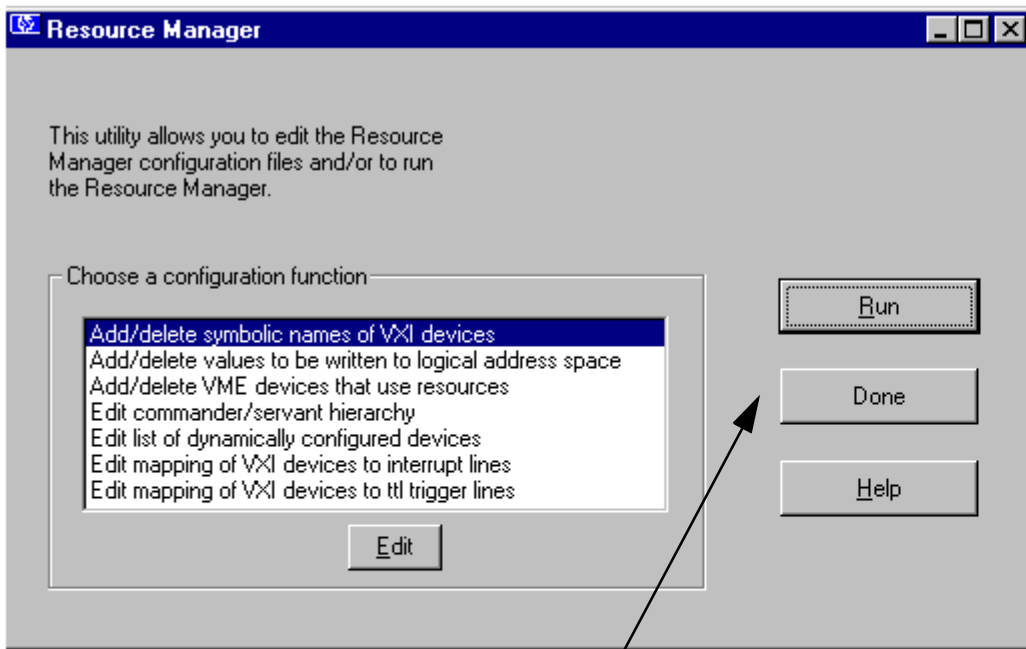 Resource Manager
This utility allows you to edit the Resource
Manager configuration files and/or to run
the Resource Manager.
Choose a configuration function
Add/delete symbolic names of VXI devices
Add/delete values to be written to logical address space
Add/delete VME devices that use resources
Edit commander/servant hierarchy
Edit list of dynamically configured devices
Edit mapping of VXI devices to interrupt lines
Edit mapping of VXI devices to ttl trigger lines
Edit
Run
Done
Help